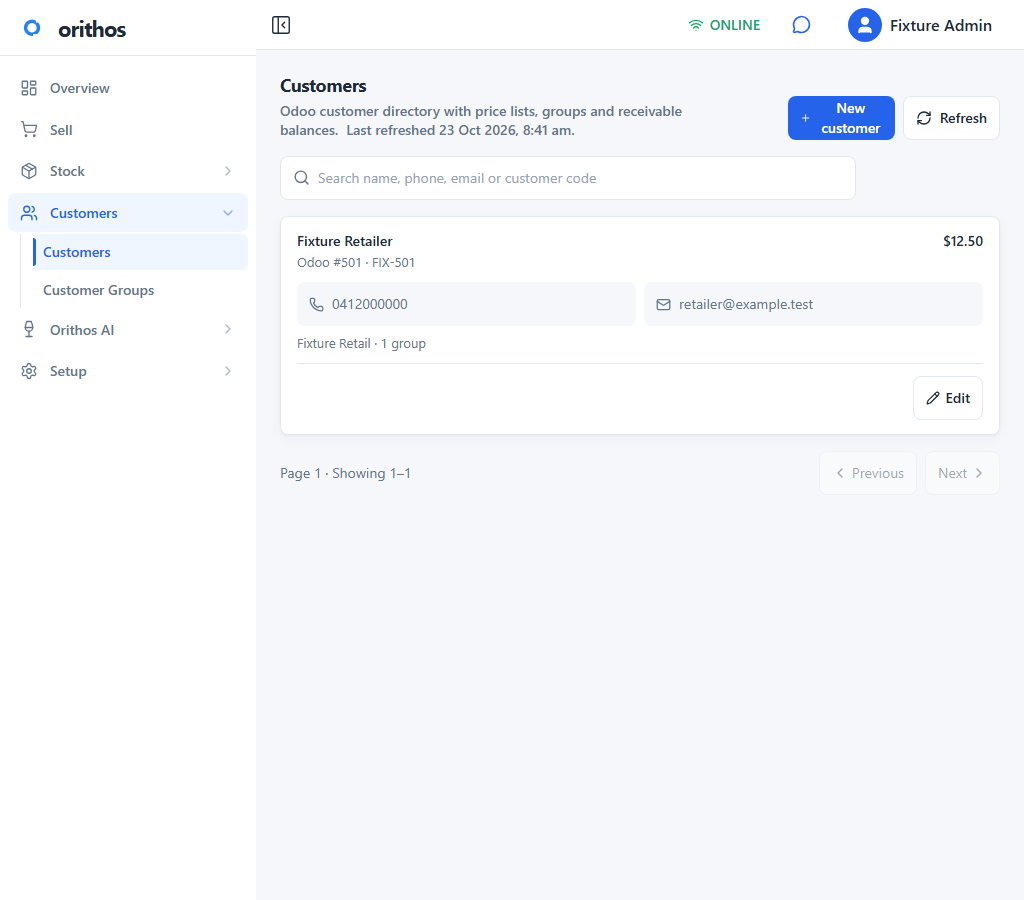 orithos
ONLINE
Fixture Admin
Overview
Sell
Stock
Customers
Customers
Customer Groups
Orithos AI
Setup
Customers
Odoo customer directory with price lists, groups and receivable
balances.  Last refreshed 23 Oct 2026, 8:41 am.
New
customer
Refresh
Search name, phone, email or customer code
Fixture Retailer
$12.50
Odoo #501 · FIX-501
0412000000
retailer@example.test
Fixture Retail · 1 group
Edit
Page 1 · Showing 1–1
Previous
Next